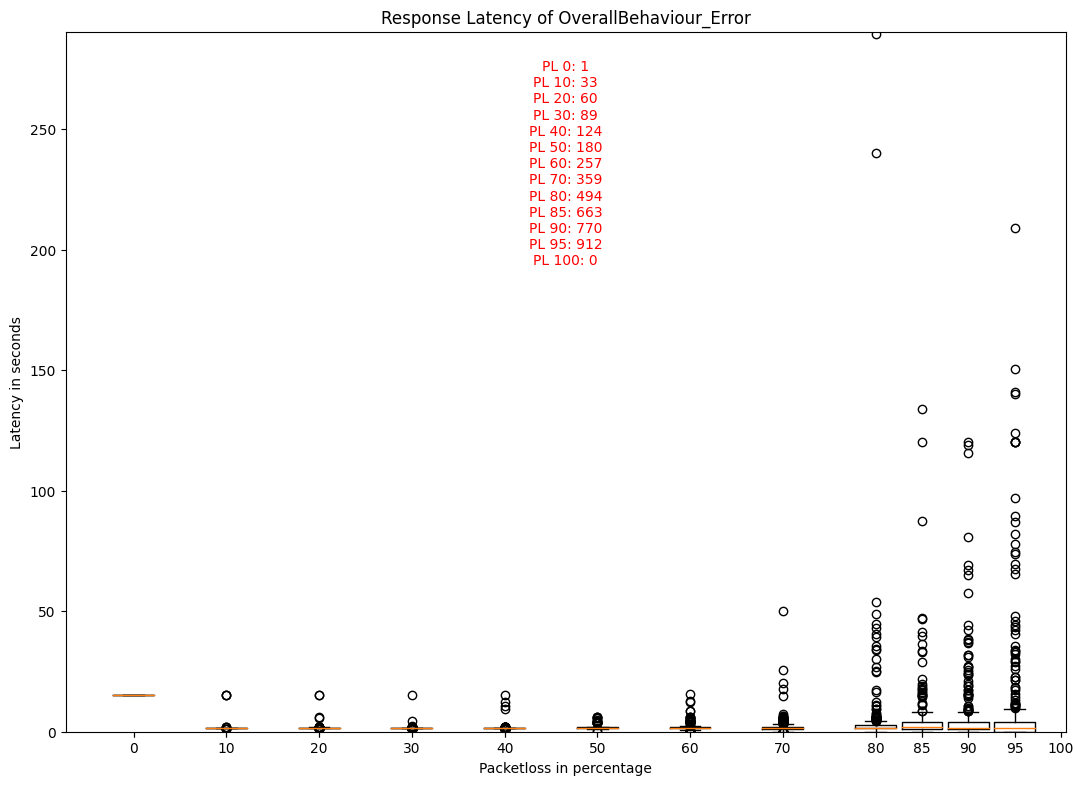 Response Latency of OverallBehaviour_Error
PL 0: 1
PL 10: 33
PL 20: 60
PL 30: 89
PL 40: 124
PL 50: 180
PL 60: 257
PL 70: 359
PL 80: 494
PL 85: 663
PL 90: 770
PL 95: 912
PL 100: 0
Latency in seconds
250
200
150
100
50
0
0 10 20 30 40 50 60 70 80 85 90 95 100
Packetloss in percentage